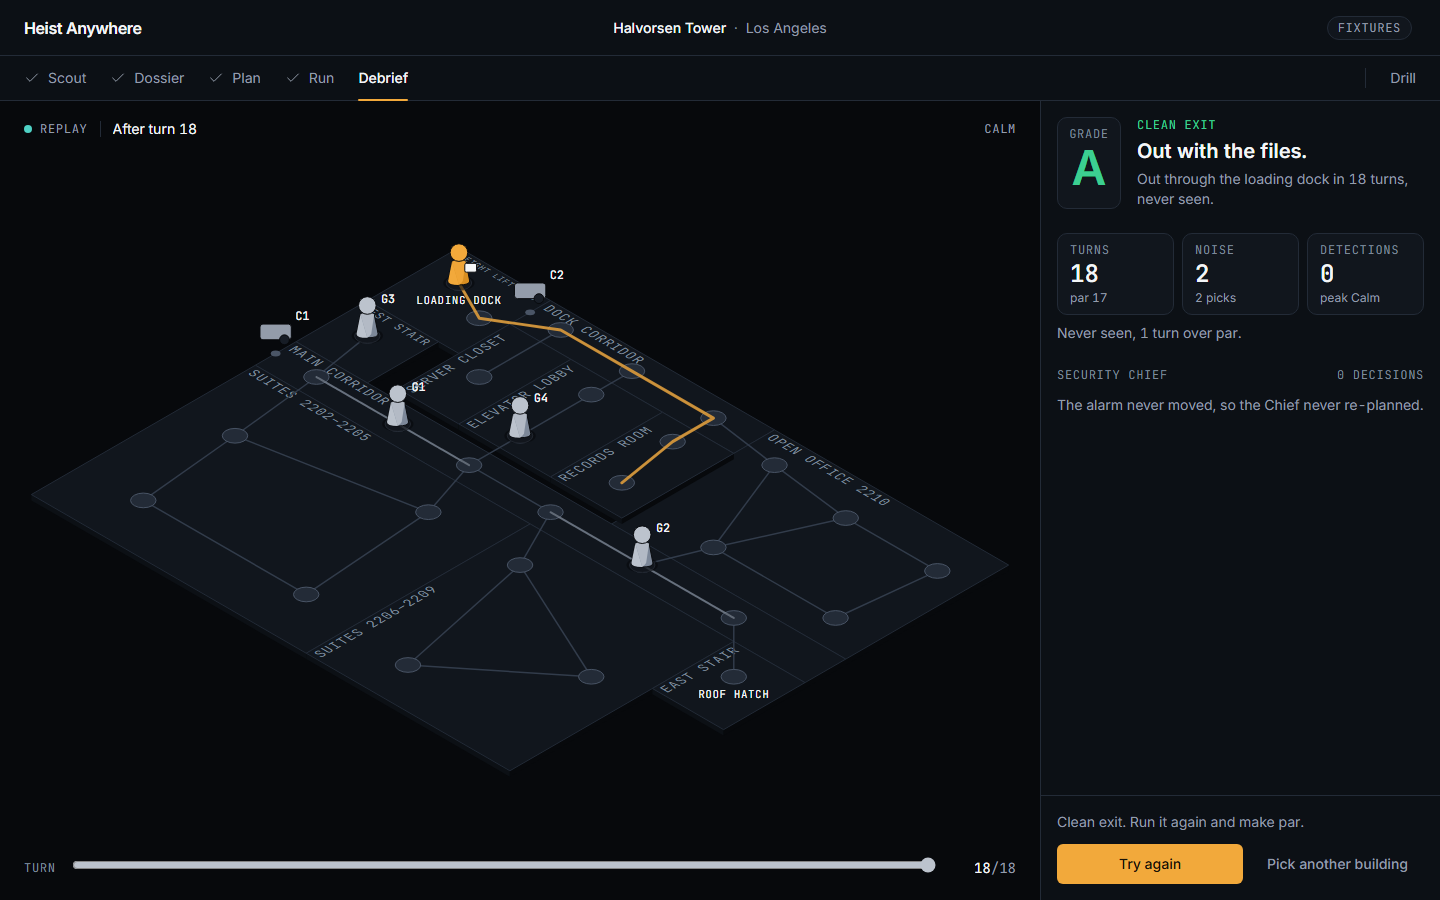 Heist Anywhere
Halvorsen Tower · Los Angeles
FIXTURES
Scout
Dossier
Plan
Run
Debrief
Drill
REPLAY
After turn 18
CALM
GRADE
A
CLEAN EXIT
Out with the files.
Out through the loading dock in 18 turns,
never seen.
TURNS
18
par 17
NOISE
2
2 picks
DETECTIONS
0
peak Calm
Never seen, 1 turn over par.
SECURITY CHIEF
0 DECISIONS
The alarm never moved, so the Chief never re-planned.
LIFT
C2
G3
LOADING DOCK
C1
STAIR
DOCK CORRIDOR
MAIN CORRIDOR
CLOSET
SUITES 2202-2205
G1
ELEVATOR LOBBY
G4
RECORDS ROOM
OPEN OFFICE 2210
G2
SUITES 2206-2209
EAST STAIR
ROOF HATCH
TURN
18/18
Clean exit. Run it again and make par.
Try again
Pick another building